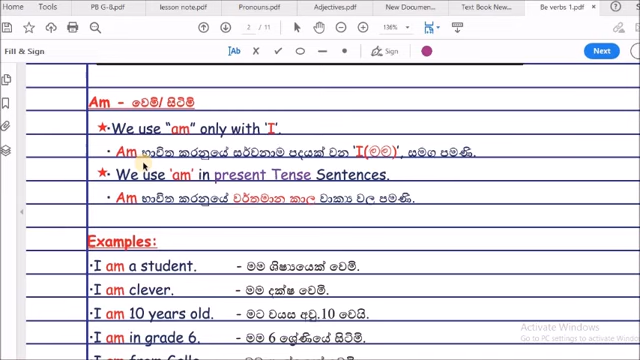 Home
Tools
PB G-8.pdf
lesson note.pdf
Pronouns.pdf
Adjectives.pdf
New Documen...
Text Book New...
Be verbs 1.pdf
2 / 11
136%
Fill & Sign
Sign
Next
Am - වෙමි/ සිටිමි
★•We use "am" only with 'I'.
• Am භාවිත කරනුයේ සර්වනාම පදයක් වන 'I(මම)', සමග පමණි.
★•We use 'am' in present Tense Sentences.
• Am භාවිත කරනුයේ වර්තමාන කාල වාක්‍ය වල පමණි.
Examples:
•I am a student. - මම ශිෂ්‍යයෙක් වෙමි.
•I am clever. - මම දක්ෂ වෙමි.
•I am 10 years old. - මට වයස අවු.10 වෙයි.
•I am in grade 6. - මම 6 ශ්‍රේණියේ සිටිමි.
Activate Windows
Go to PC settings to activate Windows.